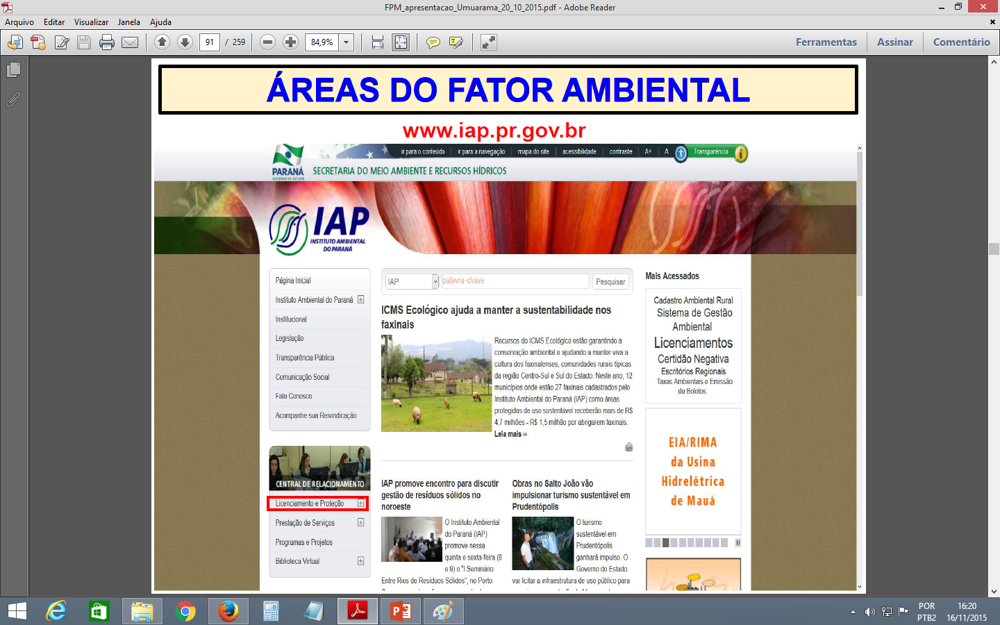 FPM_apresentacao_Umuarama_20_10_2015.pdf - Adobe Reader
Arquivo Editar Visualizar Janela Ajuda
91 / 259 84,9% Ferramentas Assinar Comentário
ÁREAS DO FATOR AMBIENTAL
www.iap.pr.gov.br
ir para o conteúdo ir para a navegação mapa do site acessibilidade contraste A+ A Transparência
PARANÁ
GOVERNO DO ESTADO
SECRETARIA DO MEIO AMBIENTE E RECURSOS HÍDRICOS
IAP
INSTITUTO AMBIENTAL
DO PARANÁ
Página Inicial
Instituto Ambiental do Paraná
Institucional
Legislação
Transparência Pública
Comunicação Social
Fale Conosco
Acompanhe sua Reivindicação
CENTRAL DE RELACIONAMENTO
Licenciamento e Proteção
Prestação de Serviços
Programas e Projetos
Biblioteca Virtual
IAP palavra-chave Pesquisar
ICMS Ecológico ajuda a manter a sustentabilidade nos
faxinais
Recursos do ICMS Ecológico estão garantindo a
conservação ambiental e ajudando a manter viva a
cultura dos faxinalenses, comunidades rurais típicas
da região Centro-Sul e Sul do Estado. Neste ano, 12
municípios onde estão 27 faxinais cadastrados pelo
Instituto Ambiental do Paraná (IAP) como áreas
protegidas de uso sustentável receberão mais de R$
4,7 milhões - R$ 1,5 milhão por abrigarem faxinais.
Leia mais ››
IAP promove encontro para discutir
gestão de resíduos sólidos no
noroeste
O Instituto Ambiental
do Paraná (IAP)
promove nessa
quinta e sexta-feira (8
e 9) o “I Seminário
Entre Rios de Resíduos Sólidos”, no Porto
Obras no Salto João vão
impulsionar turismo sustentável em
Prudentópolis
O turismo
sustentável em
Prudentópolis
ganhará impulso. O
Governo do Estado
vai licitar a infraestrutura de uso público para
Mais Acessados
Cadastro Ambiental Rural
Sistema de Gestão
Ambiental
Licenciamentos
Certidão Negativa
Escritórios Regionais
Taxas Ambientais e Emissão
de Boletos
EIA/RIMA
da Usina
Hidrelétrica
de Mauá
POR 16:20
PTB2 16/11/2015